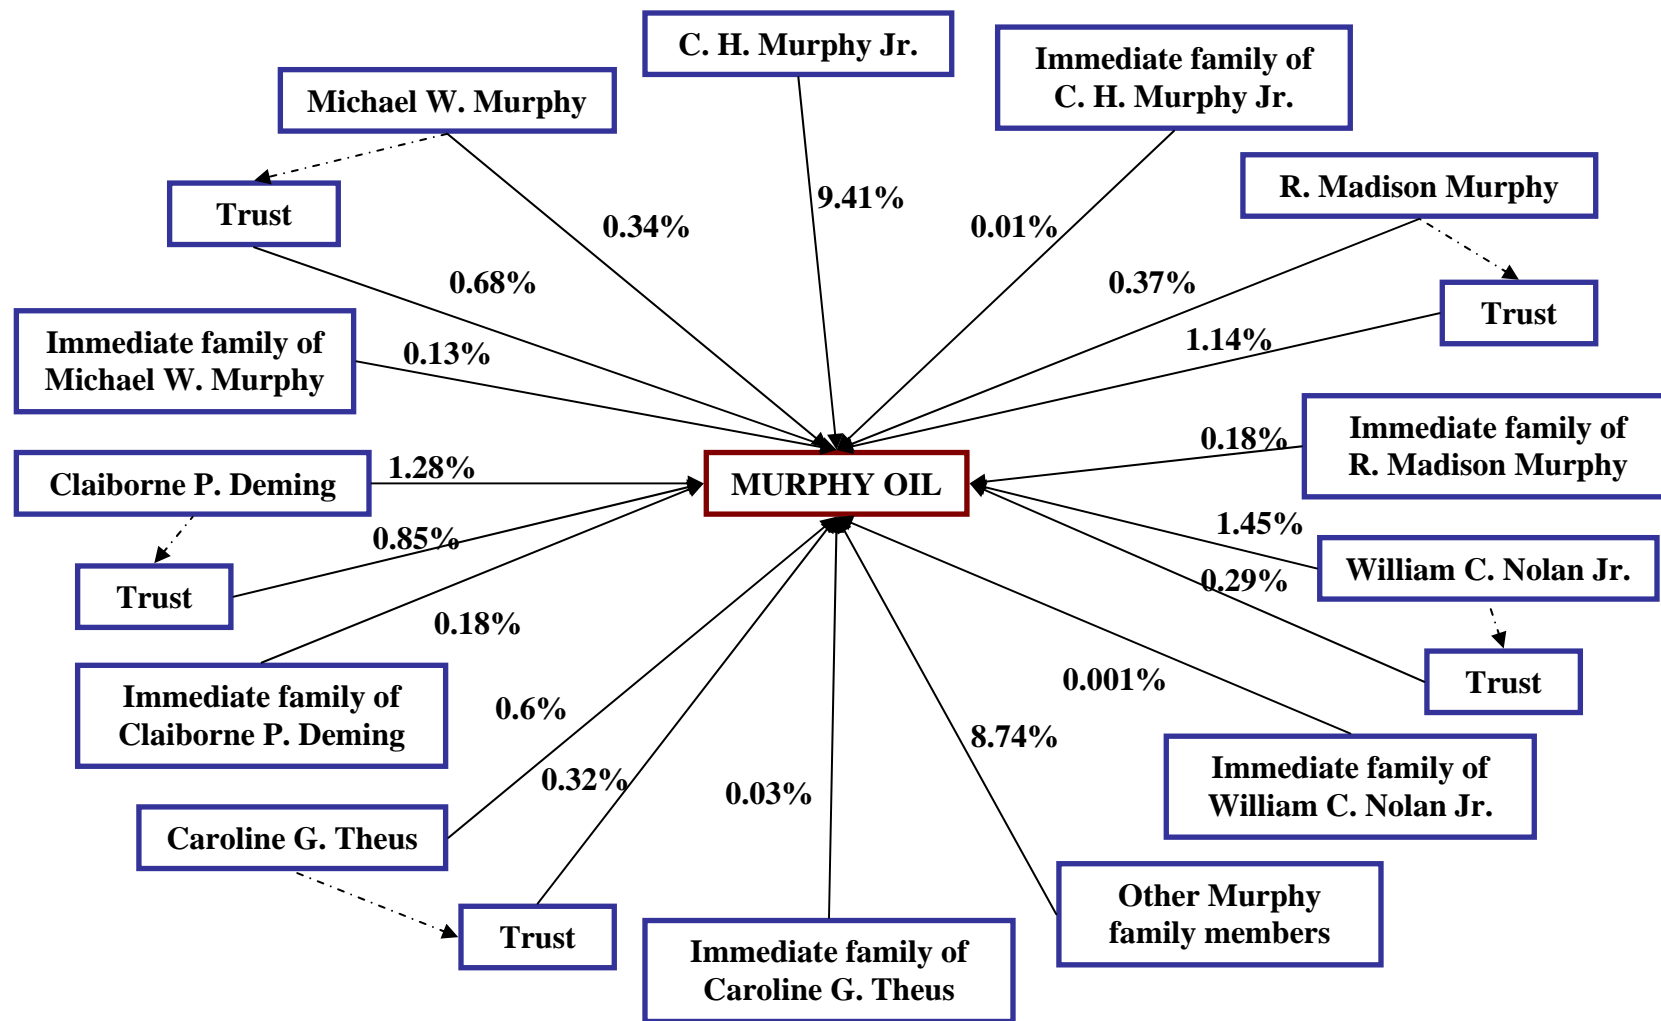 C. H. Murphy Jr.
Immediate family of
C. H. Murphy Jr.
Michael W. Murphy
R. Madison Murphy
Trust
9.41%
0.34%
0.01%
0.68%
0.37%
Trust
Immediate family of
Michael W. Murphy
0.13%
1.14%
Immediate family of
R. Madison Murphy
0.18%
Claiborne P. Deming
1.28%
MURPHY OIL
1.45%
0.85%
William C. Nolan Jr.
0.29%
Trust
0.18%
Trust
0.001%
Immediate family of
Claiborne P. Deming
0.6%
8.74%
Immediate family of
William C. Nolan Jr.
0.32%
0.03%
Caroline G. Theus
Other Murphy
family members
Trust
Immediate family of
Caroline G. Theus